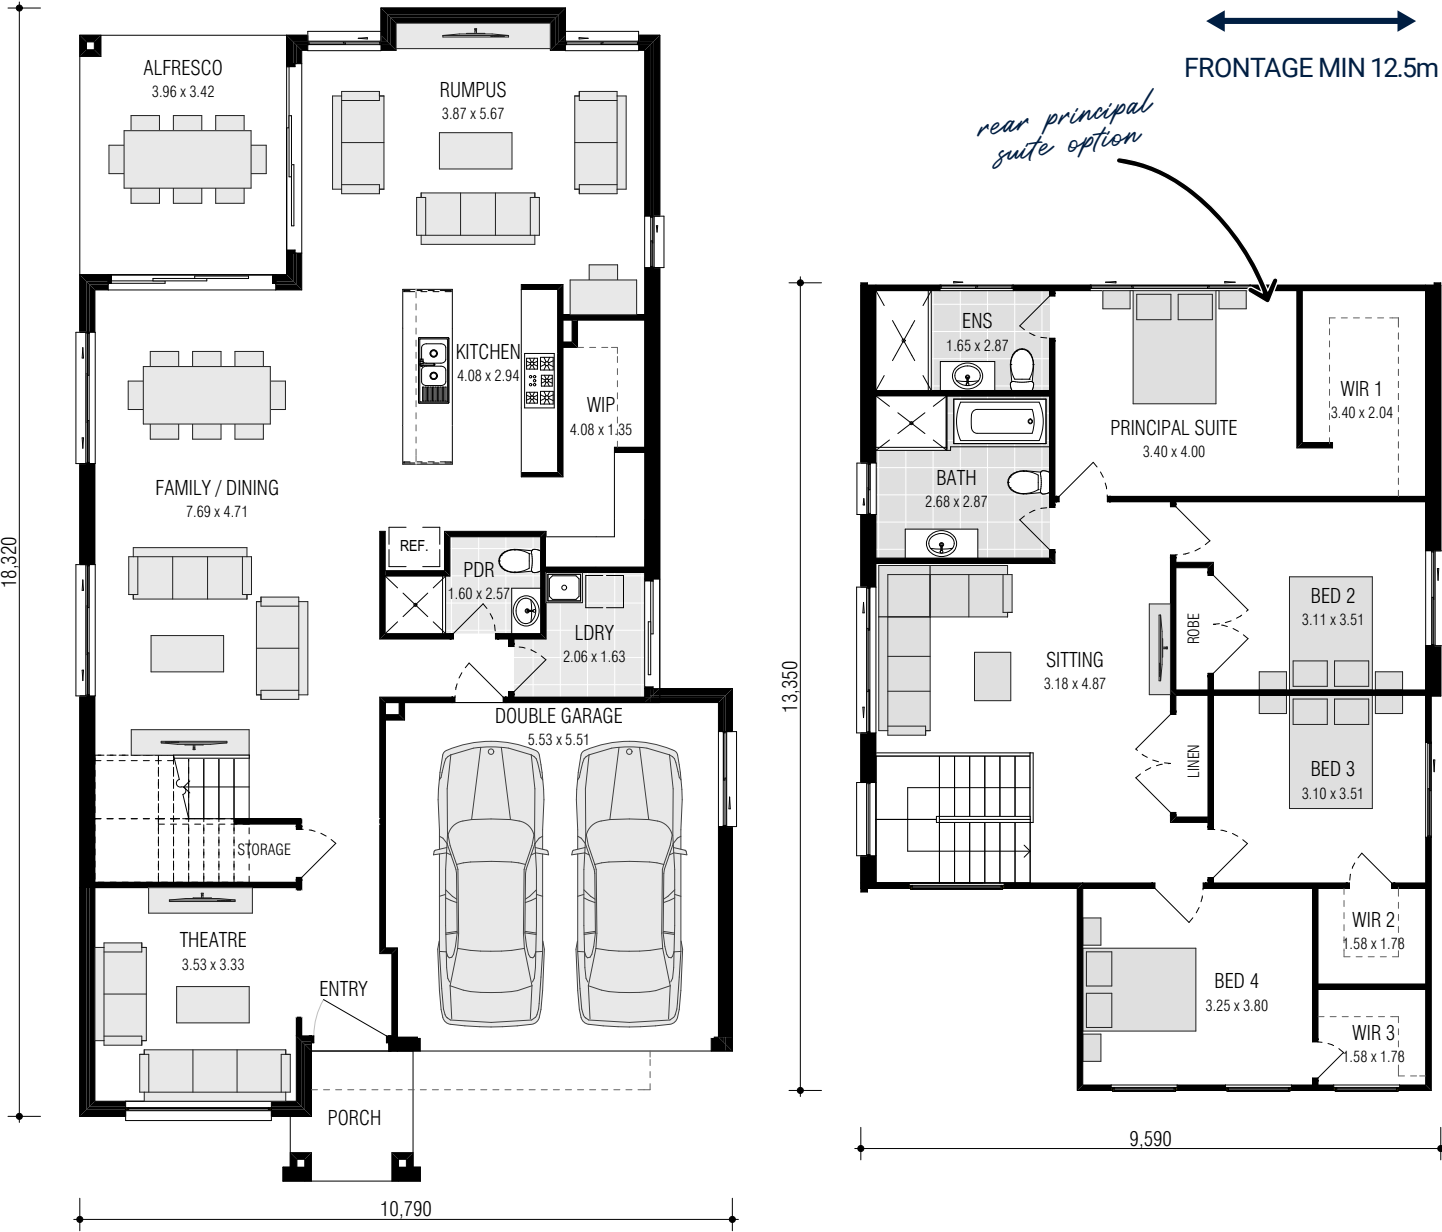 FRONTAGE MIN 12.5m
rear principal
suite option
18,320
ALFRESCO
3.96 x 3.42
RUMPUS
3.87 x 5.67
KITCHEN
4.08 x 2.94
WIP
4.08 x 1.35
FAMILY / DINING
7.69 x 4.71
REF.
PDR
1.60 x 2.57
LDRY
2.06 x 1.63
DOUBLE GARAGE
5.53 x 5.51
STORAGE
THEATRE
3.53 x 3.33
ENTRY
PORCH
10,790
13,350
ENS
1.65 x 2.87
WIR 1
3.40 x 2.04
PRINCIPAL SUITE
3.40 x 4.00
BATH
2.68 x 2.87
BED 2
3.11 x 3.51
ROBE
SITTING
3.18 x 4.87
LINEN
BED 3
3.10 x 3.51
WIR 2
1.58 x 1.78
BED 4
3.25 x 3.80
WIR 3
1.58 x 1.78
9,590